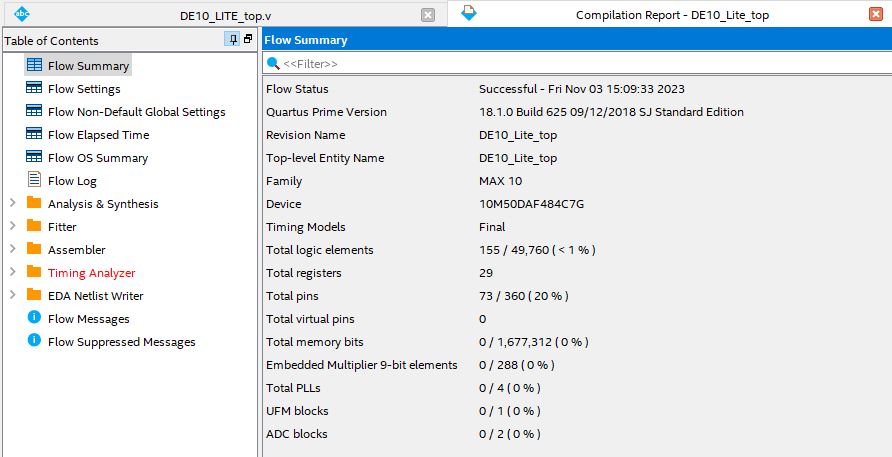 DE10_LITE_top.v
Compilation Report - DE10_Lite_top
Table of Contents
Flow Summary
Flow Settings
Flow Non-Default Global Settings
Flow Elapsed Time
Flow OS Summary
Flow Log
Analysis & Synthesis
Fitter
Assembler
Timing Analyzer
EDA Netlist Writer
Flow Messages
Flow Suppressed Messages
Flow Summary
<<Filter>>
Flow Status Successful - Fri Nov 03 15:09:33 2023
Quartus Prime Version 18.1.0 Build 625 09/12/2018 SJ Standard Edition
Revision Name DE10_Lite_top
Top-level Entity Name DE10_Lite_top
Family MAX 10
Device 10M50DAF484C7G
Timing Models Final
Total logic elements 155 / 49,760 ( < 1 % )
Total registers 29
Total pins 73 / 360 ( 20 % )
Total virtual pins 0
Total memory bits 0 / 1,677,312 ( 0 % )
Embedded Multiplier 9-bit elements 0 / 288 ( 0 % )
Total PLLs 0 / 4 ( 0 % )
UFM blocks 0 / 1 ( 0 % )
ADC blocks 0 / 2 ( 0 % )